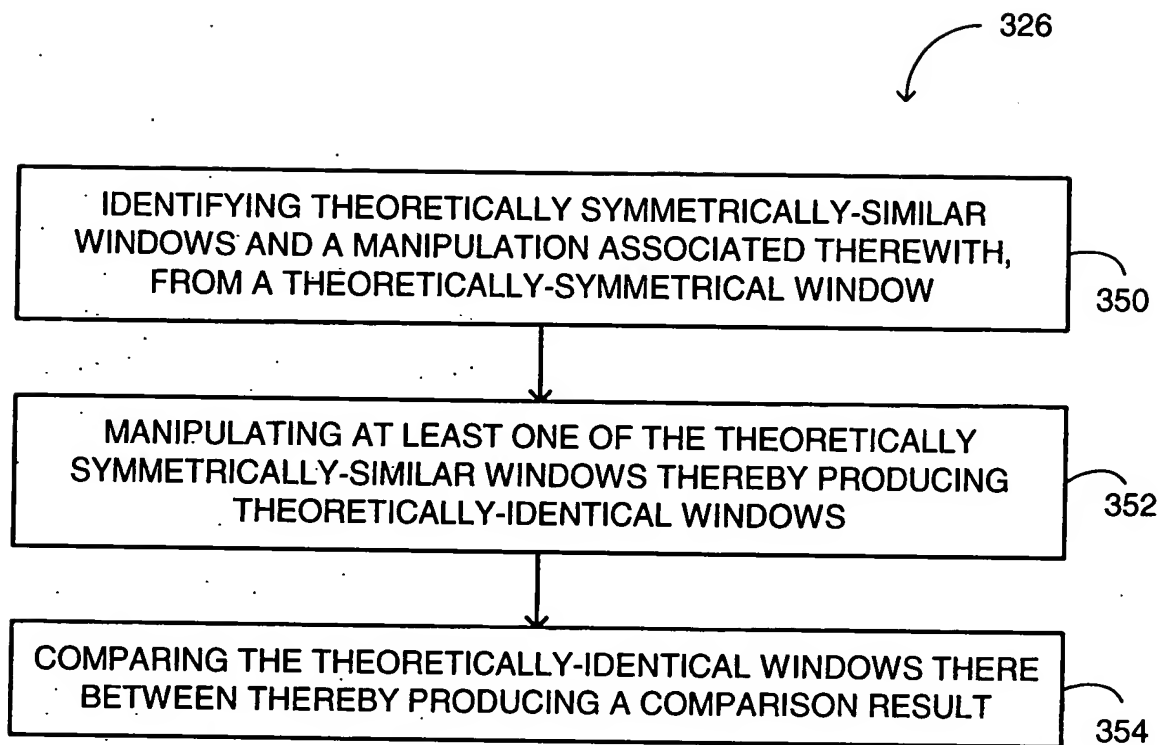 326
IDENTIFYING THEORETICALLY SYMMETRICALLY-SIMILAR
WINDOWS AND A MANIPULATION ASSOCIATED THEREWITH,
FROM A THEORETICALLY-SYMMETRICAL WINDOW
350
MANIPULATING AT LEAST ONE OF THE THEORETICALLY
SYMMETRICALLY-SIMILAR WINDOWS THEREBY PRODUCING
THEORETICALLY-IDENTICAL WINDOWS
352
COMPARING THE THEORETICALLY-IDENTICAL WINDOWS THERE
BETWEEN THEREBY PRODUCING A COMPARISON RESULT
354